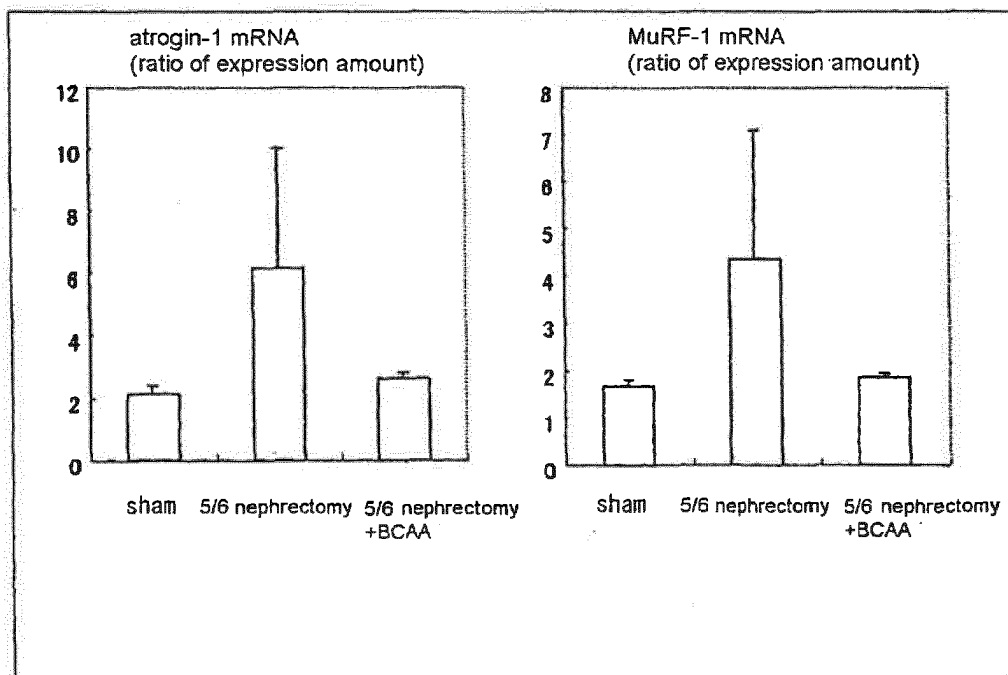 atrogin-1 mRNA
(ratio of expression amount)
12
10
8
6
4
2
0
sham
5/6 nephrectomy
5/6 nephrectomy
+BCAA
MuRF-1 mRNA
(ratio of expression amount)
8
7
6
5
4
3
2
1
0
sham
5/6 nephrectomy
5/6 nephrectomy
+BCAA